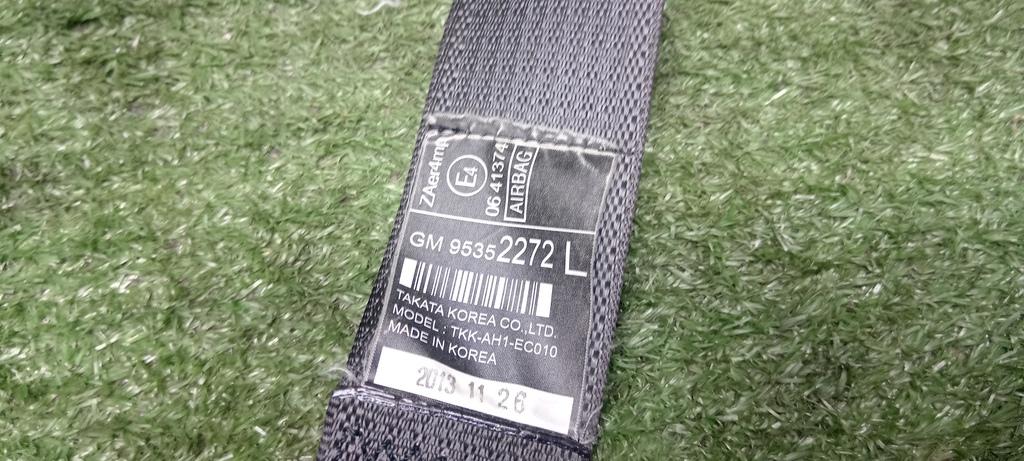 ZAer4mp
E4
06 41374
AIRBAG
GM 95352272 L
TAKATA KOREA CO.,LTD.
MODEL : TKK-AH1-EC010
MADE IN KOREA
2013 11 26